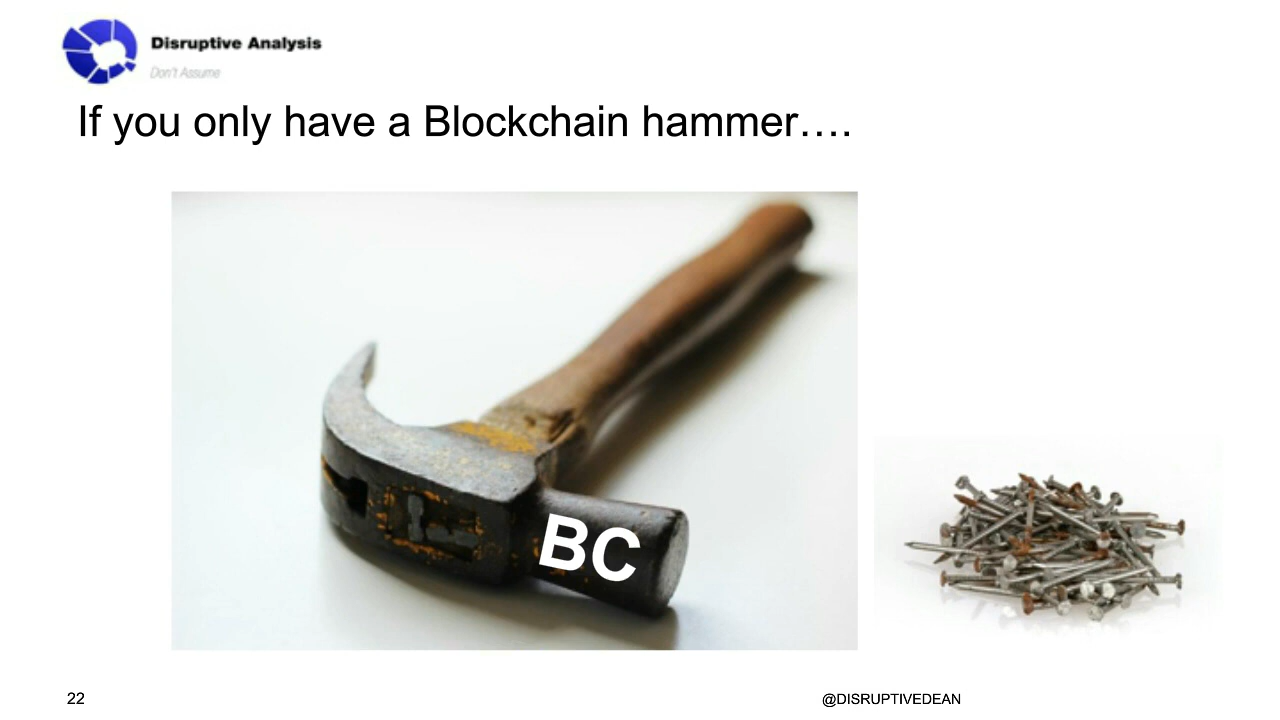 Disruptive Analysis
Don't Assume
If you only have a Blockchain hammer….
BC
22
@DISRUPTIVEDEAN